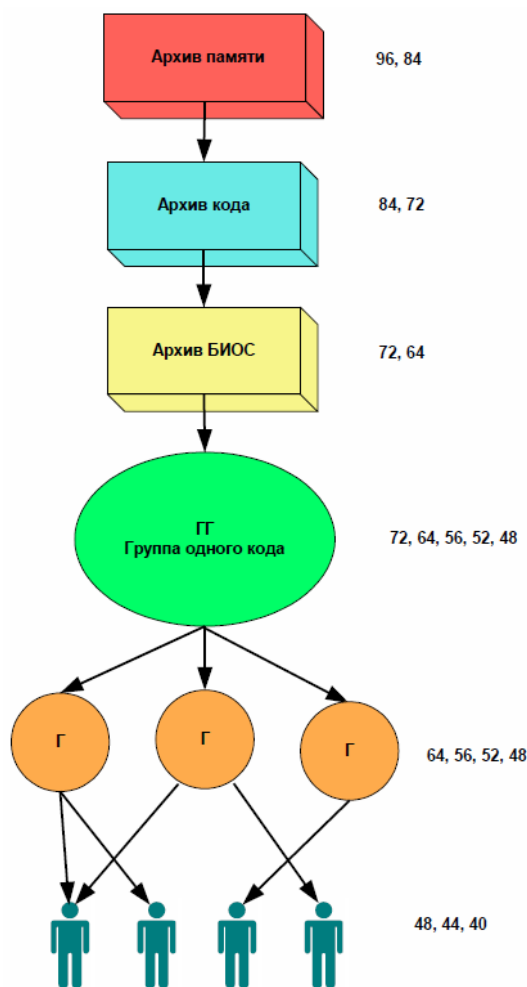 Архив памяти
96, 84
Архив кода
84, 72
Архив БИОС
72, 64
ГГ
Группа одного кода
72, 64, 56, 52, 48
Г
Г
Г
64, 56, 52, 48
48, 44, 40